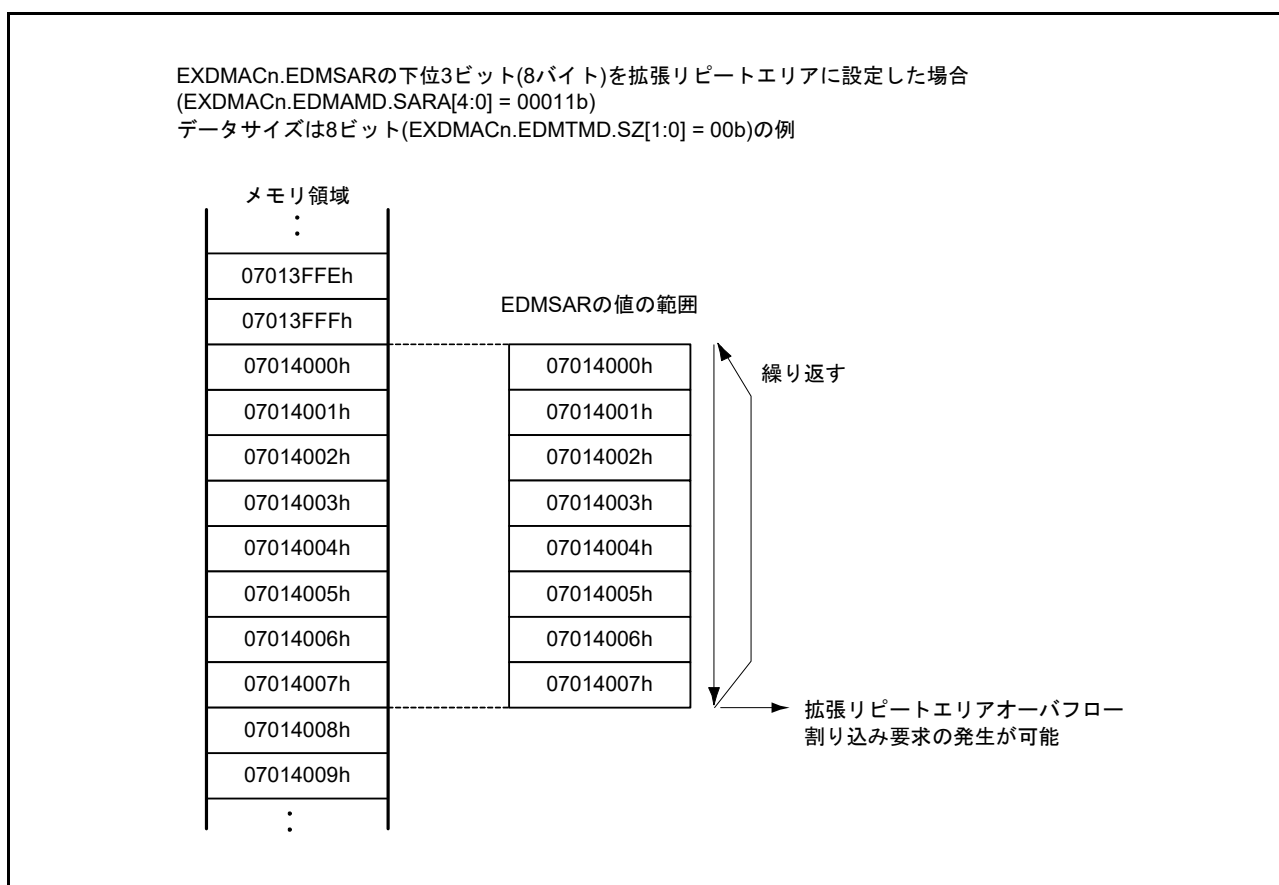 EXDMACn.EDMSARの下位3ビット(8バイト)を拡張リピートエリアに設定した場合
(EXDMACn.EDMAMD.SARA[4:0] = 00011b)
データサイズは8ビット(EXDMACn.EDMTMD.SZ[1:0] = 00b)の例
メモリ領域
07013FFEh
07013FFFh
07014000h
07014001h
07014002h
07014003h
07014004h
07014005h
07014006h
07014007h
07014008h
07014009h
EDMSARの値の範囲
07014000h
07014001h
07014002h
07014003h
07014004h
07014005h
07014006h
07014007h
繰り返す
拡張リピートエリアオーバフロー
割り込み要求の発生が可能